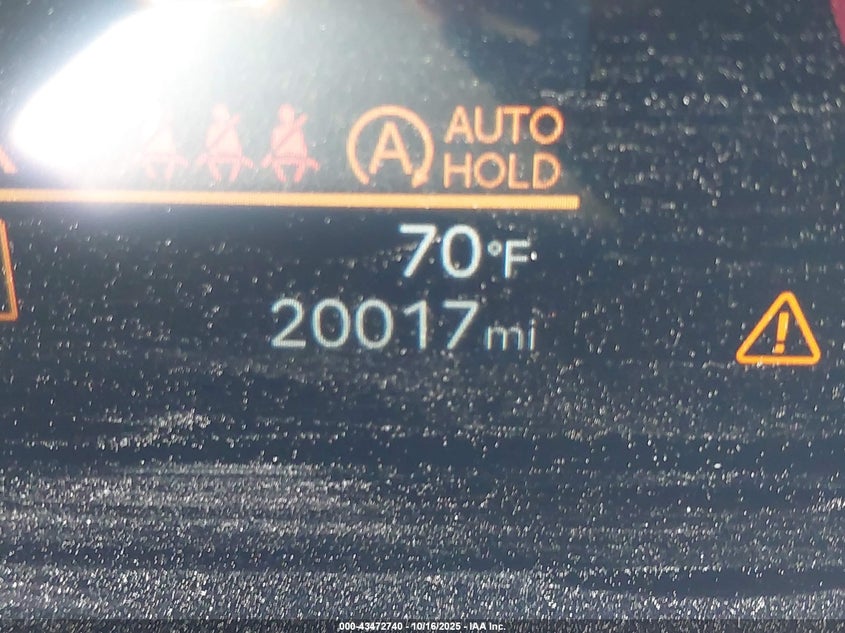 A AUTO
HOLD
70°F
20017 mi
000-43472740 - 10/16/2025 - IAA Inc.